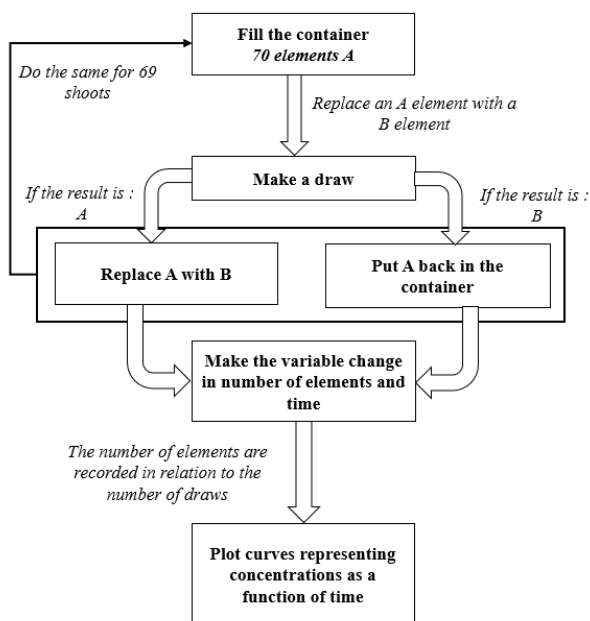 Fill the container
70 elements A
Do the same for 69
shoots
Replace an A element with a
B element
Make a draw
If the result is :
A
If the result is :
B
Replace A with B
Put A back in the
container
Make the variable change
in number of elements and
time
The number of elements are
recorded in relation to the
number of draws
Plot curves representing
concentrations as a
function of time